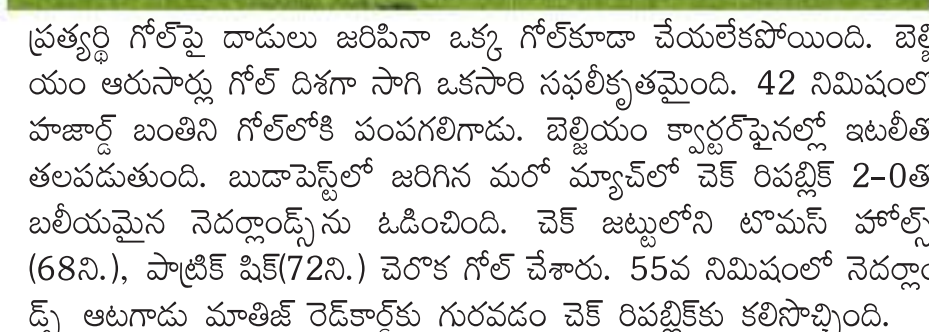 ప్రత్యర్థి గోల్‌పై దాడులు జరిపినా ఒక్క గోల్‌కూడా చేయలేకపోయింది. బెల్జి
యం ఆరుసార్లు గోల్ దిశగా సాగి ఒకసారి సఫలీకృతమైంది. 42 నిమిషంలో
హజార్డ్ బంతిని గోల్‌లోకి పంపగలిగాడు. బెల్జియం క్వార్టర్‌ఫైనల్లో ఇటలీతో
తలపడుతుంది. బుడాపెస్ట్‌లో జరిగిన మరో మ్యాచ్‌లో చెక్ రిపబ్లిక్ 2-0తో
బలీయమైన నెదర్లాండ్స్‌ను ఓడించింది. చెక్ జట్టులోని టొమస్ హోల్స్
(68ని.), పాట్రిక్ షిక్(72ని.) చెరొక గోల్ చేశారు. 55వ నిమిషంలో నెదర్లాం
డ్స్ ఆటగాడు మాతిజ్ రెడ్‌కార్డ్‌కు గురవడం చెక్ రిపబ్లిక్‌కు కలిసొచ్చింది.